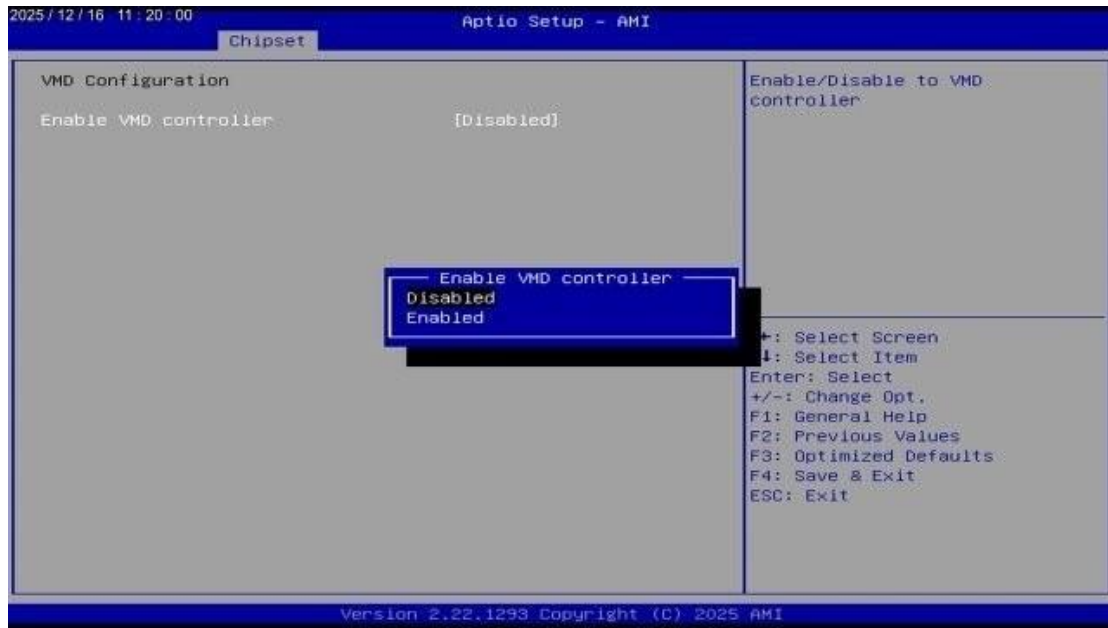 2025/12/16 11:20:00
Aptio Setup - AMI
Chipset
VMD Configuration
Enable VMD controller [Disabled]
Enable/Disable to VMD
controller
Enable VMD controller
Disabled
Enabled
: Select Screen
: Select Item
Enter: Select
+/-: Change Opt.
F1: General Help
F2: Previous Values
F3: Optimized Defaults
F4: Save & Exit
ESC: Exit
Version 2.22.1293 Copyright (C) 2025 AMI